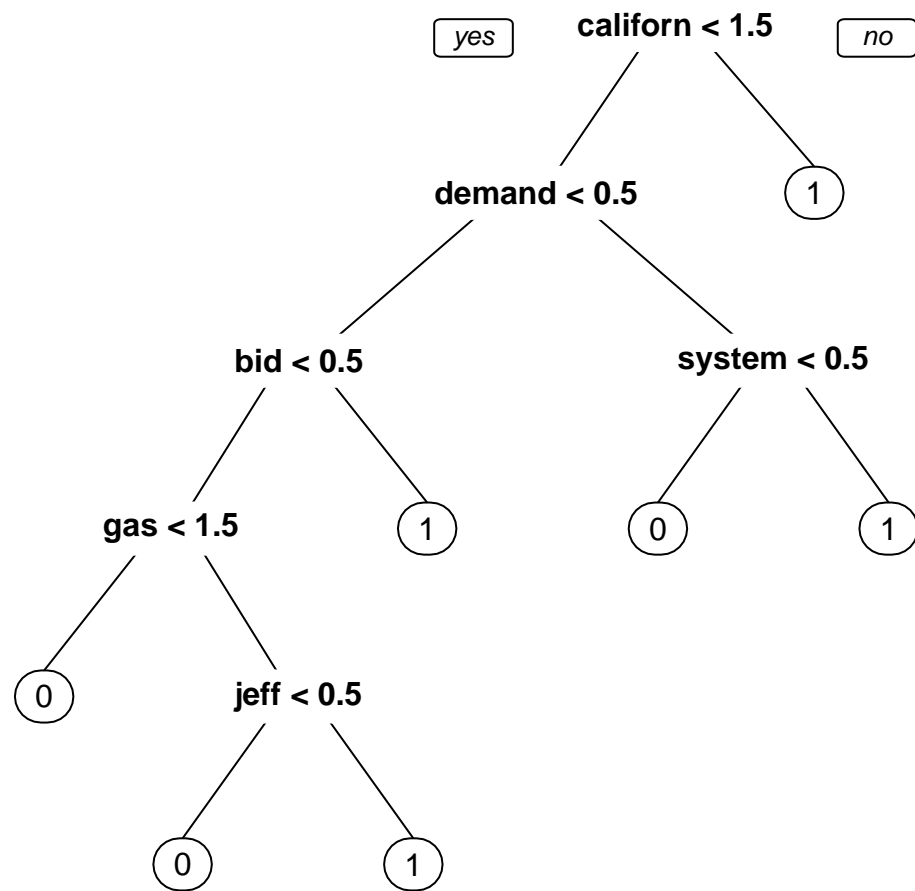 yes
californ < 1.5
no
demand < 0.5
1
bid < 0.5
system < 0.5
gas < 1.5
1
0
1
0
jeff < 0.5
0
1